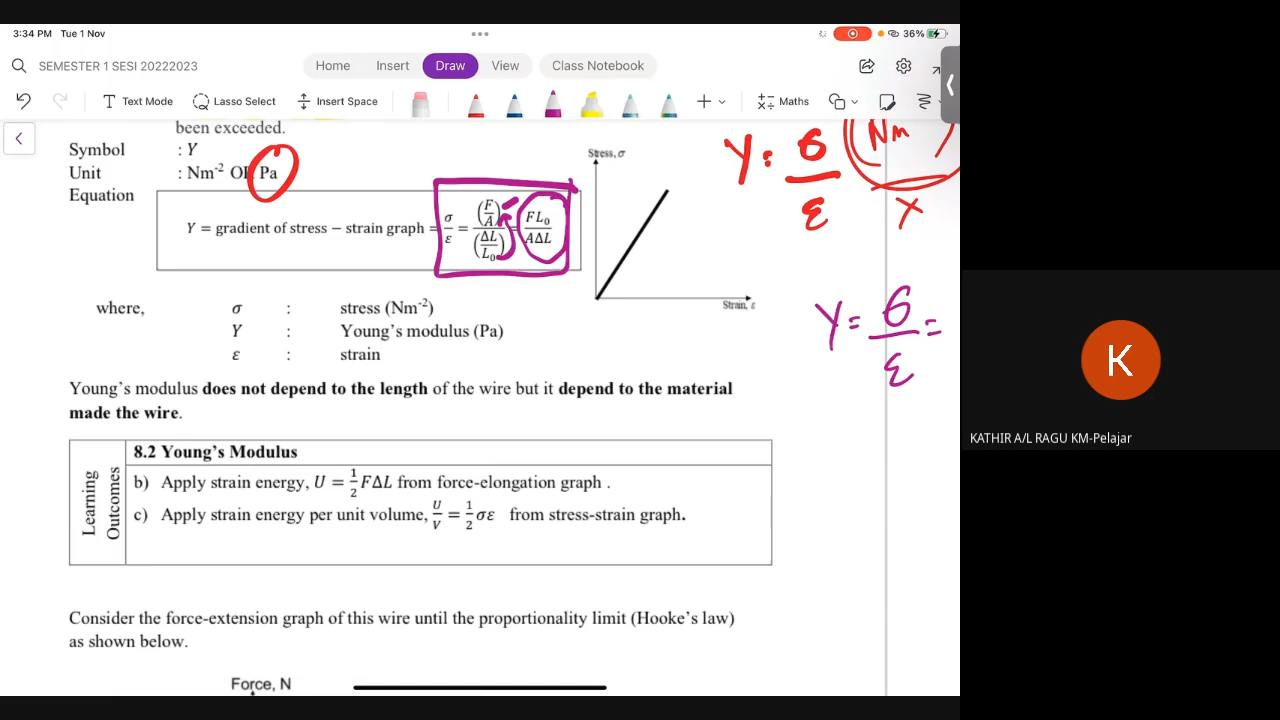 3:34 PM Tue 1 Nov
36%
SEMESTER 1 SESI 20222023
Home Insert Draw View Class Notebook
Text Mode Lasso Select Insert Space Maths
been exceeded.
Symbol : Y
Unit : Nm⁻² OR Pa
Equation
Y = gradient of stress − strain graph = σ/ε = (F/A)/(ΔL/L₀) = FL₀/AΔL
Stress, σ
Strain, ε
Y = σ/ε
Nm
x
Y = σ/ε =
where, σ : stress (Nm⁻²)
Y : Young's modulus (Pa)
ε : strain
Young's modulus does not depend to the length of the wire but it depend to the material
made the wire.
Learning
Outcomes
8.2 Young's Modulus
b) Apply strain energy, U = 1/2 FΔL from force-elongation graph .
c) Apply strain energy per unit volume, U/V = 1/2 σε from stress-strain graph.
Consider the force-extension graph of this wire until the proportionality limit (Hooke's law)
as shown below.
Force, N
K
KATHIR A/L RAGU KM-Pelajar